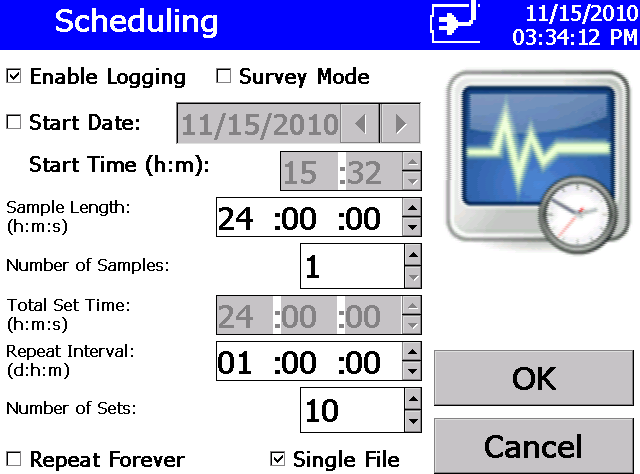 Scheduling
11/15/2010
03:34:12 PM
Enable Logging
Survey Mode
Start Date:
11/15/2010
Start Time (h:m):
15 :32
Sample Length:
(h:m:s)
24 :00 :00
Number of Samples:
1
Total Set Time:
(h:m:s)
24 :00 :00
Repeat Interval:
(d:h:m)
01 :00 :00
OK
Number of Sets:
10
Cancel
Repeat Forever
Single File